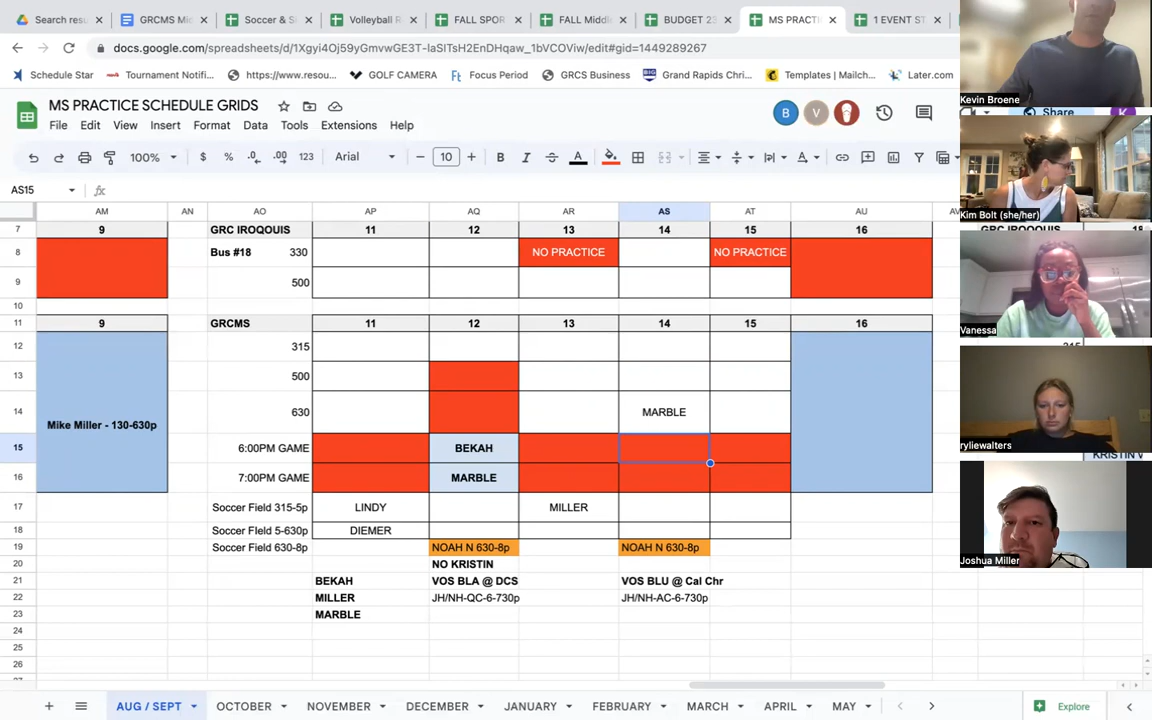 Search resu
GRCMS Mi
Soccer & S
Volleyball R
FALL SPOR
FALL Middl
BUDGET 23
MS PRACTI
1 EVENT ST
docs.google.com/spreadsheets/d/1Xgyi4Oj59yGmvwGE3T-laSlTsH2EnDHqaw_1bVCOViw/edit#gid=1449289267
Schedule Star
Tournament Notifi...
https://www.resou...
GOLF CAMERA
Focus Period
GRCS Business
Grand Rapids Chri...
Templates | Mailch...
Later.com
MS PRACTICE SCHEDULE GRIDS
File Edit View Insert Format Data Tools Extensions Help
B V
Share
100% $ % .0 .00 123 Arial 10 B I A
AS15 fx
AM AN AO AP AQ AR AS AT AU AV
7 9 GRC IROQOUIS 11 12 13 14 15 16
8 Bus #18 330 NO PRACTICE NO PRACTICE
9 500
10
11 9 GRCMS 11 12 13 14 15 16
12 315
13 500
14 630 MARBLE
Mike Miller - 130-630p
15 6:00PM GAME BEKAH
16 7:00PM GAME MARBLE
17 Soccer Field 315-5p LINDY MILLER
18 Soccer FIeld 5-630p DIEMER
19 Soccer FIeld 630-8p NOAH N 630-8p NOAH N 630-8p
20 NO KRISTIN
21 BEKAH VOS BLA @ DCS VOS BLU @ Cal Chr
22 MILLER JH/NH-QC-6-730p JH/NH-AC-6-730p
23 MARBLE
24
25
26
AUG / SEPT OCTOBER NOVEMBER DECEMBER JANUARY FEBRUARY MARCH APRIL MAY
Explore
Kevin Broene
Kim Bolt (she/her)
Vanessa
ryliewalters
Joshua Miller